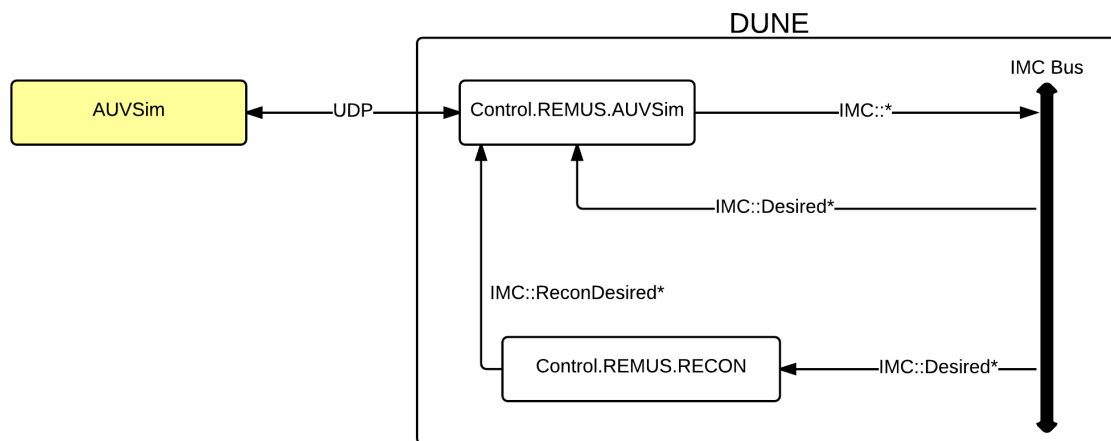 DUNE
IMC Bus
AUVSim
UDP
Control.REMUS.AUVSim
IMC::*
IMC::Desired*
IMC::ReconDesired*
Control.REMUS.RECON
IMC::Desired*